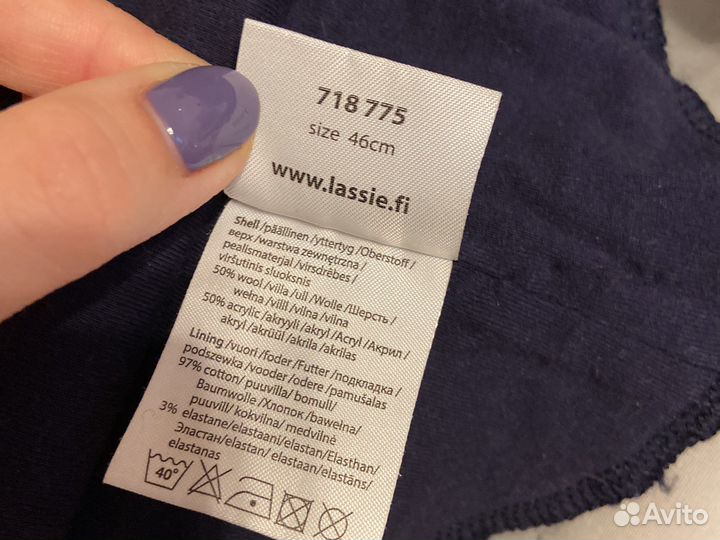 718 775
size 46cm
www.lassie.fi
Shell /päällinen /yttertyg /Oberstoff /
верх /warstwa zewnętrzna /
pealismaterjal /virsdrēbes /
viršutinis sluoksnis
50% wool /villa /ull /Wolle /Шерсть /
wełna /vill /vilna /vilna
50% acrylic /akryyli /akryl /Acryl /Акрил /
akryl /akrüül /akrila /akrilas
Lining /vuori /foder /Futter /подкладка /
podszewka /vooder /odere /pamušalas
97% cotton/ puuvilla/ bomull/
Baumwolle /Хлопок /bawełna/
puuvill/ kokvilna/ medvilnė
3% elastane/elastaani/elastan/Elasthan/
Эластан/elastan/ elastaan/elastāns/
elastanas
40°
Avito